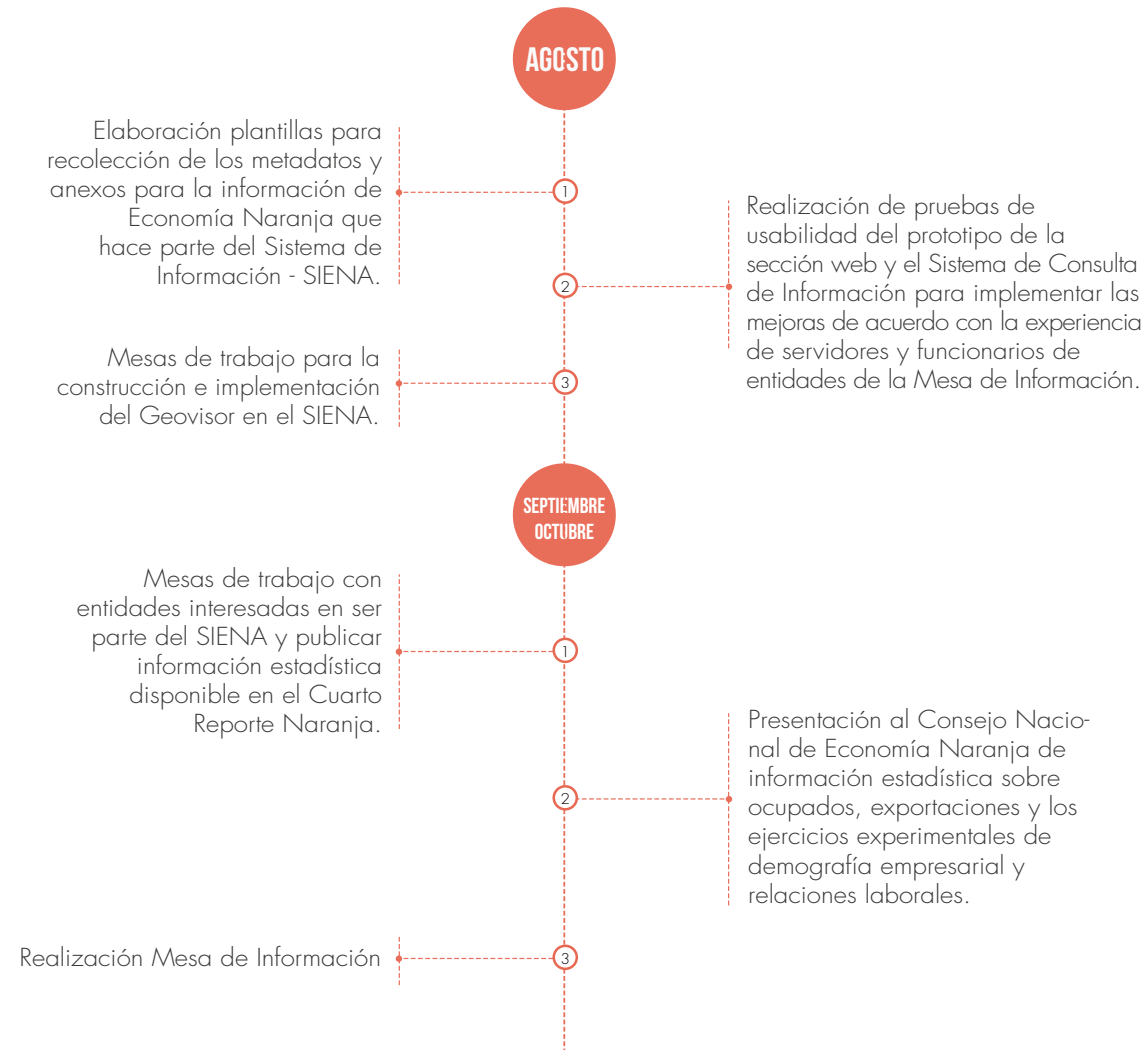 AGOSTO
Elaboración plantillas para
recolección de los metadatos y
anexos para la información de
Economía Naranja que
hace parte del Sistema de
Información - SIENA.
1
Realización de pruebas de
usabilidad del prototipo de la
sección web y el Sistema de Consulta
de Información para implementar las
mejoras de acuerdo con la experiencia
de servidores y funcionarios de
entidades de la Mesa de Información.
2
Mesas de trabajo para la
construcción e implementación
del Geovisor en el SIENA.
3
SEPTIEMBRE
OCTUBRE
Mesas de trabajo con
entidades interesadas en ser
parte del SIENA y publicar
información estadística
disponible en el Cuarto
Reporte Naranja.
1
Presentación al Consejo Nacio-
nal de Economía Naranja de
información estadística sobre
ocupados, exportaciones y los
ejercicios experimentales de
demografía empresarial y
relaciones laborales.
2
Realización Mesa de Información
3